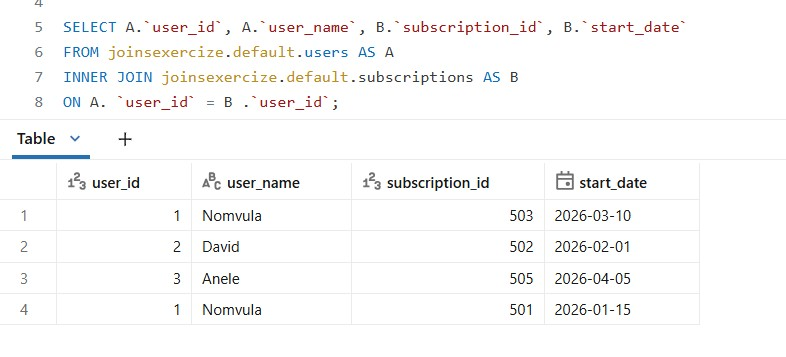 4
5 SELECT A.`user_id`, A.`user_name`, B.`subscription_id`, B.`start_date`
6 FROM joinsexercize.default.users AS A
7 INNER JOIN joinsexercize.default.subscriptions AS B
8 ON A. `user_id` = B .`user_id`;
Table +
123 user_id ABC user_name 123 subscription_id start_date
1 1 Nomvula 503 2026-03-10
2 2 David 502 2026-02-01
3 3 Anele 505 2026-04-05
4 1 Nomvula 501 2026-01-15